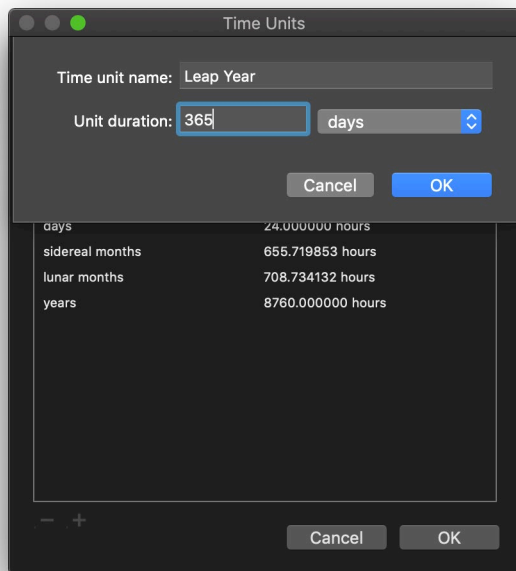 Time Units
Time unit name: Leap Year
Unit duration: 365 days
Cancel OK
days 24.000000 hours
sidereal months 655.719853 hours
lunar months 708.734132 hours
years 8760.000000 hours
− +
Cancel OK